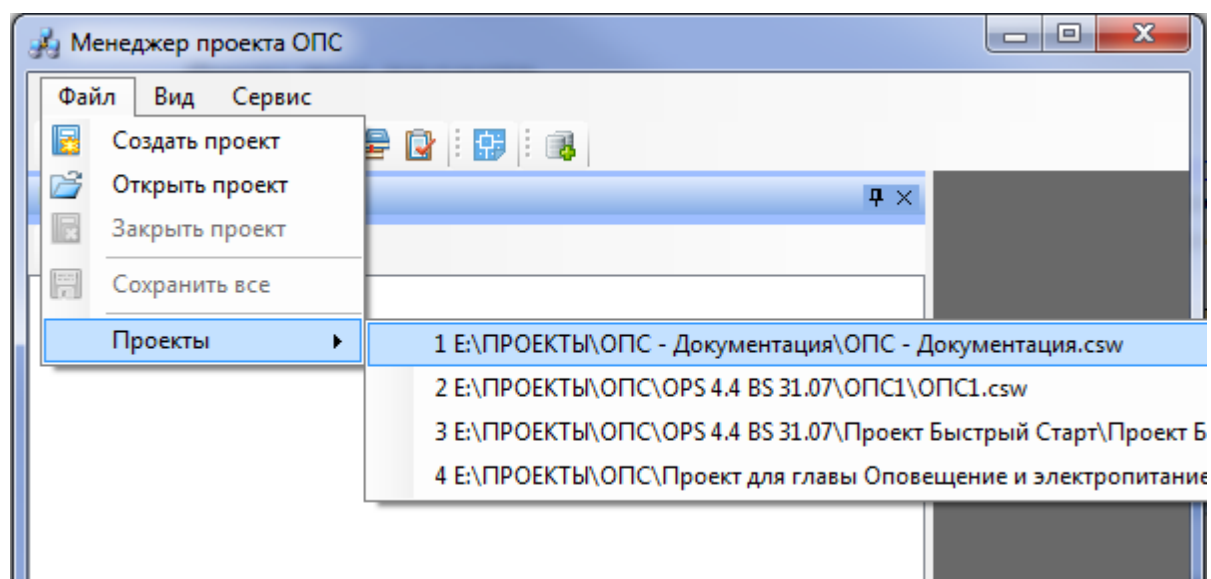 Менеджер проекта ОПС
Файл Вид Сервис
Создать проект
Открыть проект
Закрыть проект
Сохранить все
Проекты
1 E:\ПРОЕКТЫ\ОПС - Документация\ОПС - Документация.csw
2 E:\ПРОЕКТЫ\ОПС\OPS 4.4 BS 31.07\ОПС1\ОПС1.csw
3 E:\ПРОЕКТЫ\ОПС\OPS 4.4 BS 31.07\Проект Быстрый Старт\Проект Б
4 E:\ПРОЕКТЫ\ОПС\Проект для главы Оповещение и электропитание